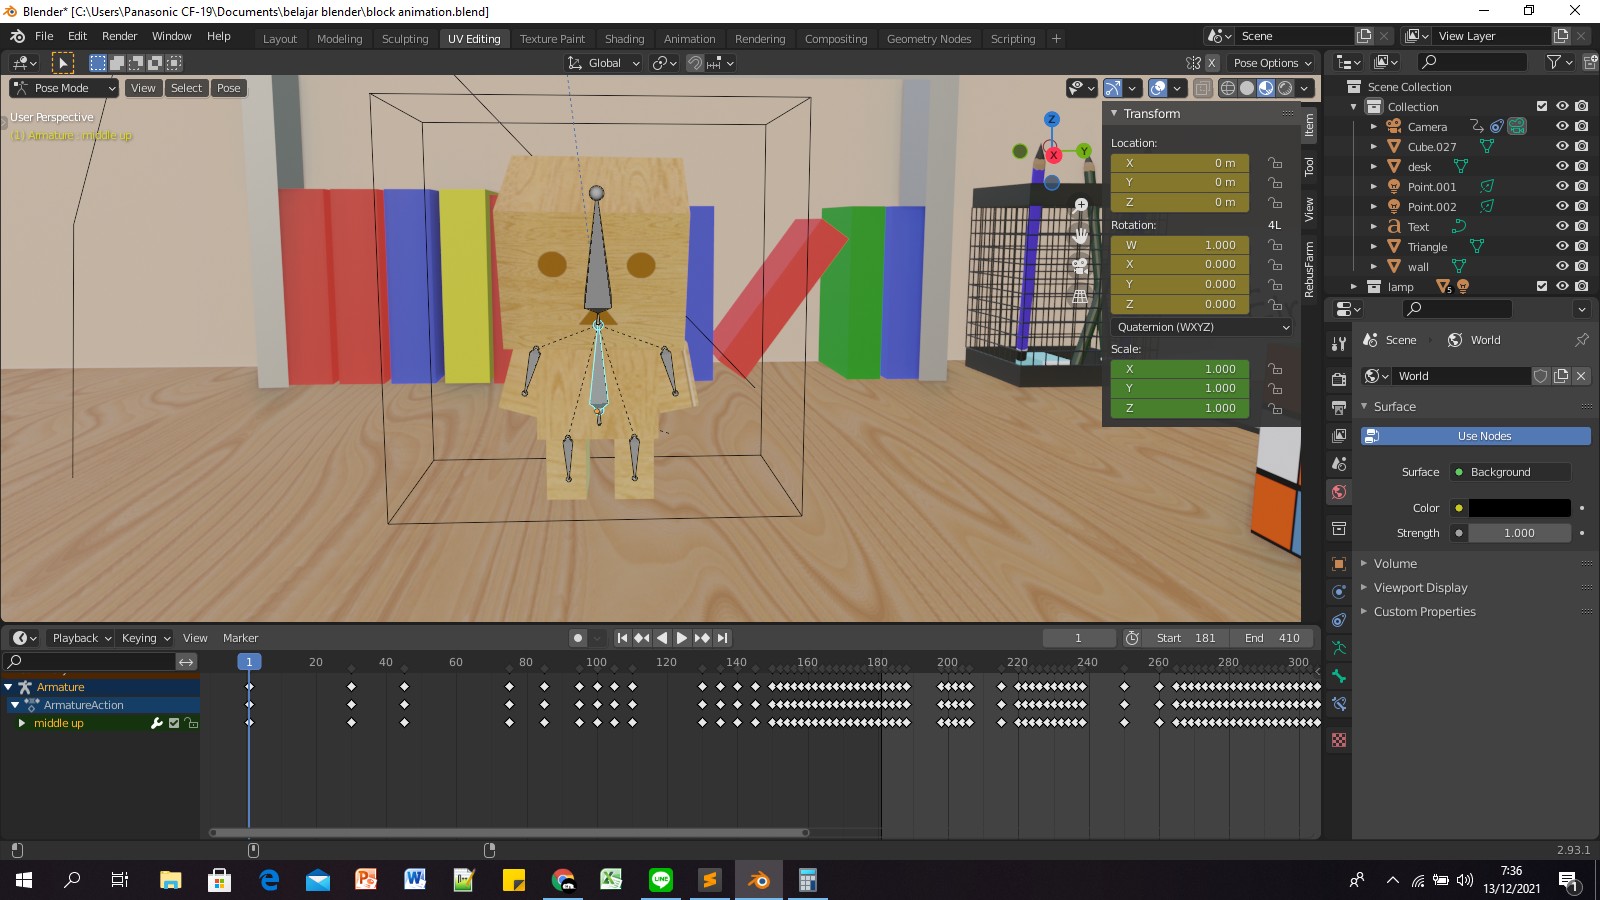 Blender* [C:\Users\Panasonic CF-19\Documents\belajar blender\block animation.blend]
File Edit Render Window Help Layout Modeling Sculpting UV Editing Texture Paint Shading Animation Rendering Compositing Geometry Nodes Scripting + Scene View Layer
Global X Pose Options
Pose Mode View Select Pose
User Perspective
(1) Armature : middle up
Z
Y
X
Transform
Location:
X 0 m
Y 0 m
Z 0 m
Rotation: 4L
W 1.000
X 0.000
Y 0.000
Z 0.000
Quaternion (WXYZ)
Scale:
X 1.000
Y 1.000
Z 1.000
Item
Tool
View
RebusFarm
Scene Collection
Collection
Camera
Cube.027
desk
Point.001
Point.002
Text
Triangle
wall
lamp 5
Scene World
World
Surface
Use Nodes
Surface Background
Color
Strength 1.000
Volume
Viewport Display
Custom Properties
Playback Keying View Marker 1 Start 181 End 410
1 20 40 60 80 100 120 140 160 180 200 220 240 260 280 300
Armature
ArmatureAction
middle up
2.93.1
7:36
13/12/2021
1